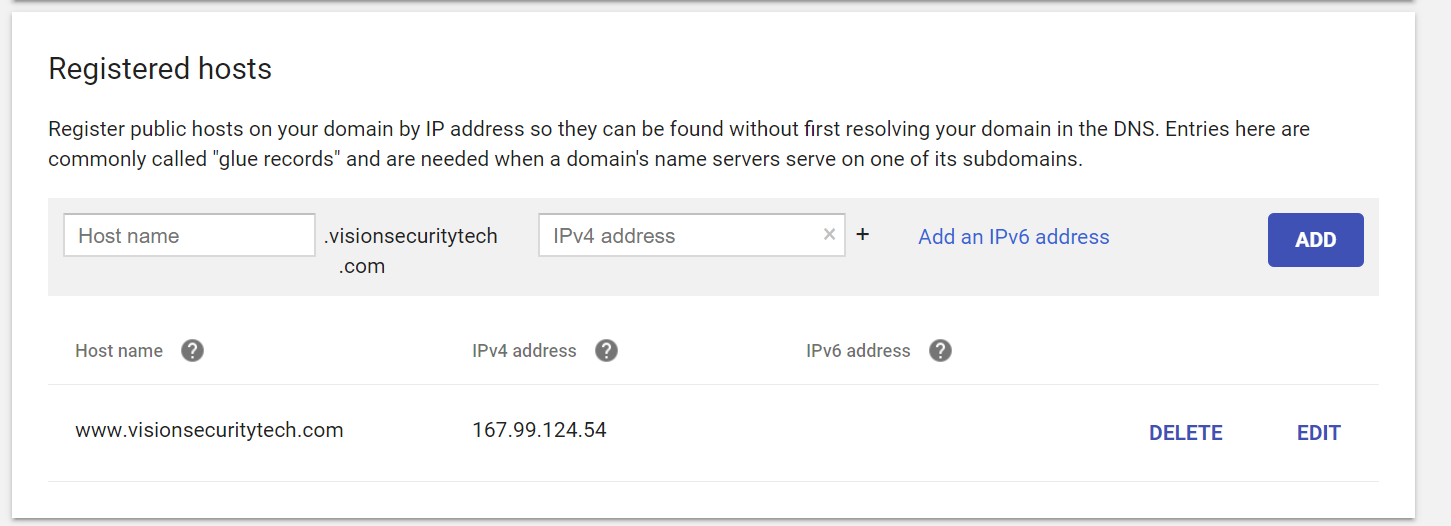 Registered hosts
Register public hosts on your domain by IP address so they can be found without first resolving your domain in the DNS. Entries here are
commonly called "glue records" and are needed when a domain's name servers serve on one of its subdomains.
Host name .visionsecuritytech IPv4 address × + Add an IPv6 address ADD
.com
Host name ? IPv4 address ? IPv6 address ?
www.visionsecuritytech.com 167.99.124.54 DELETE EDIT